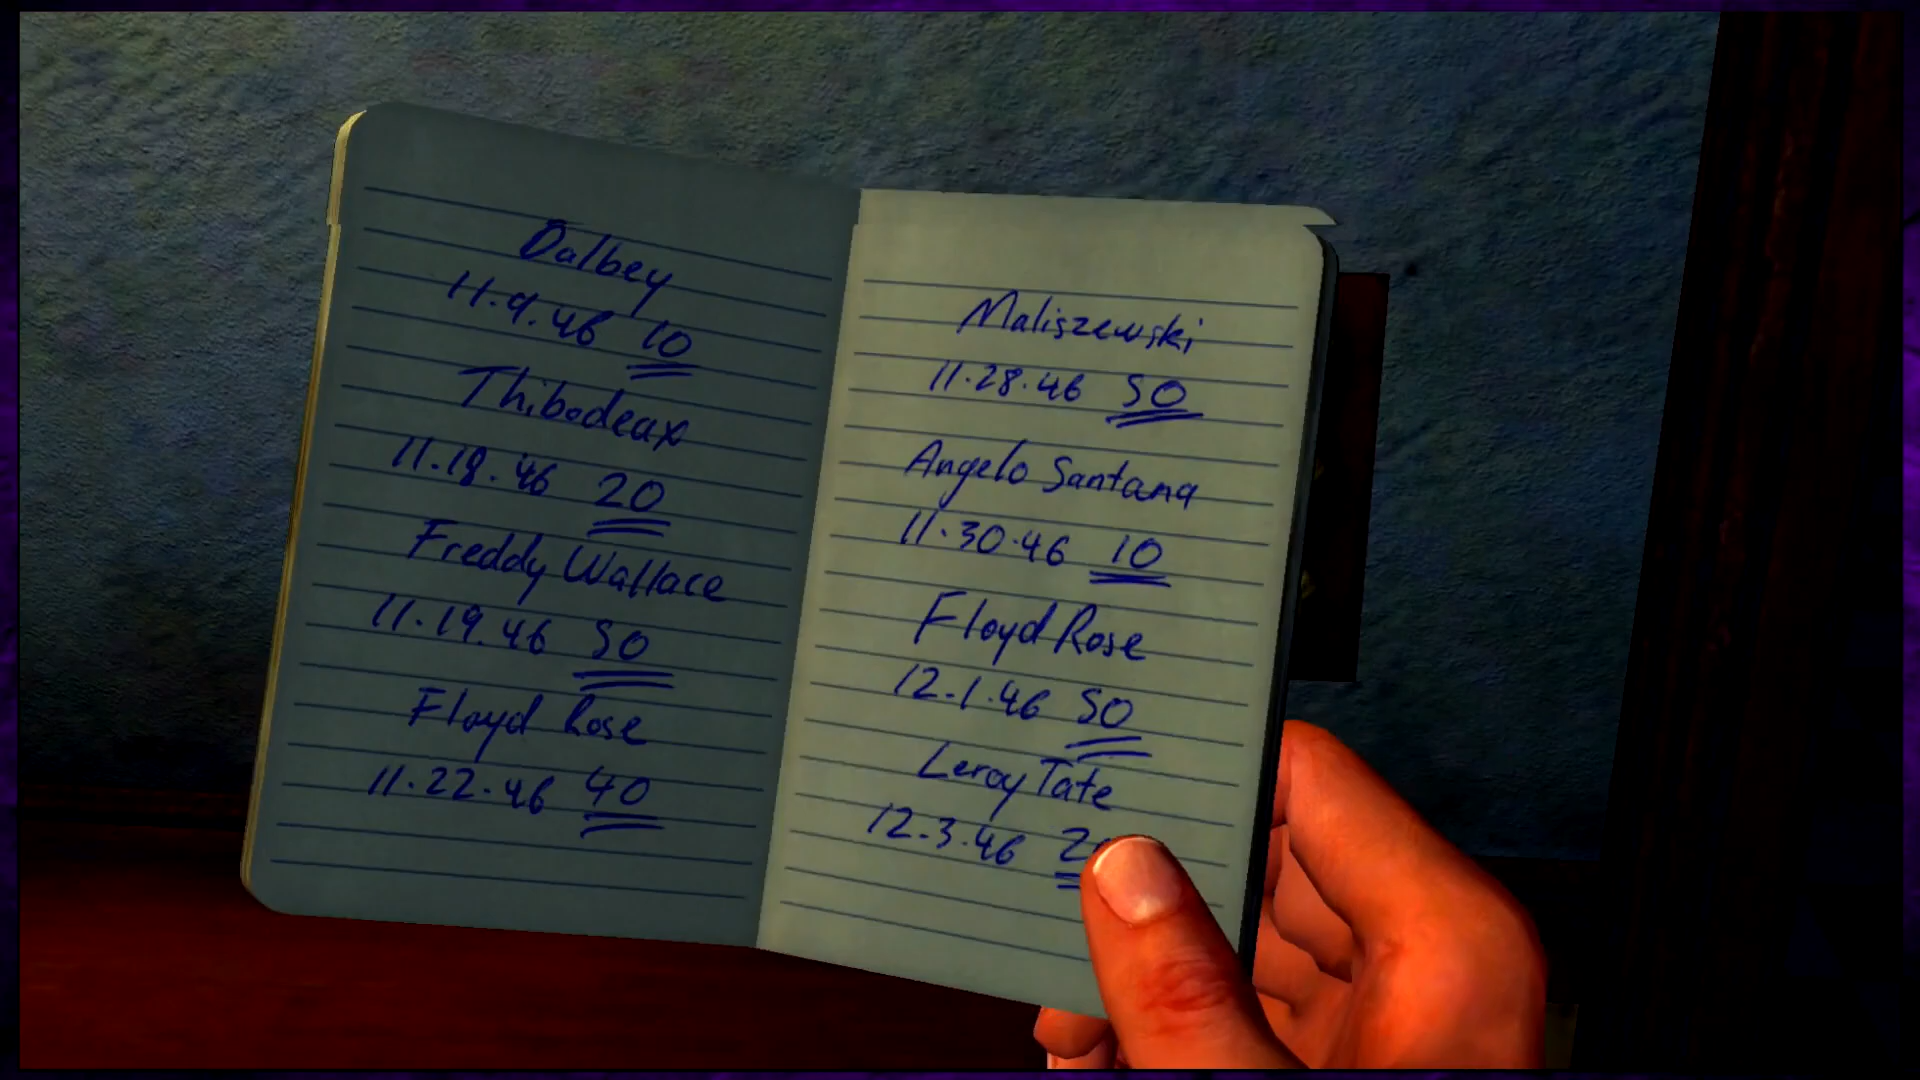 Dalbey
11.9.46 10
Thibodeax
11.18.46 20
Freddy Wallace
11.19.46 50
Floyd Rose
11.22.46 40
Maliszewski
11.28.46 50
Angelo Santana
11.30.46 10
Floyd Rose
12.1.46 50
Leroy Tate
12.3.46